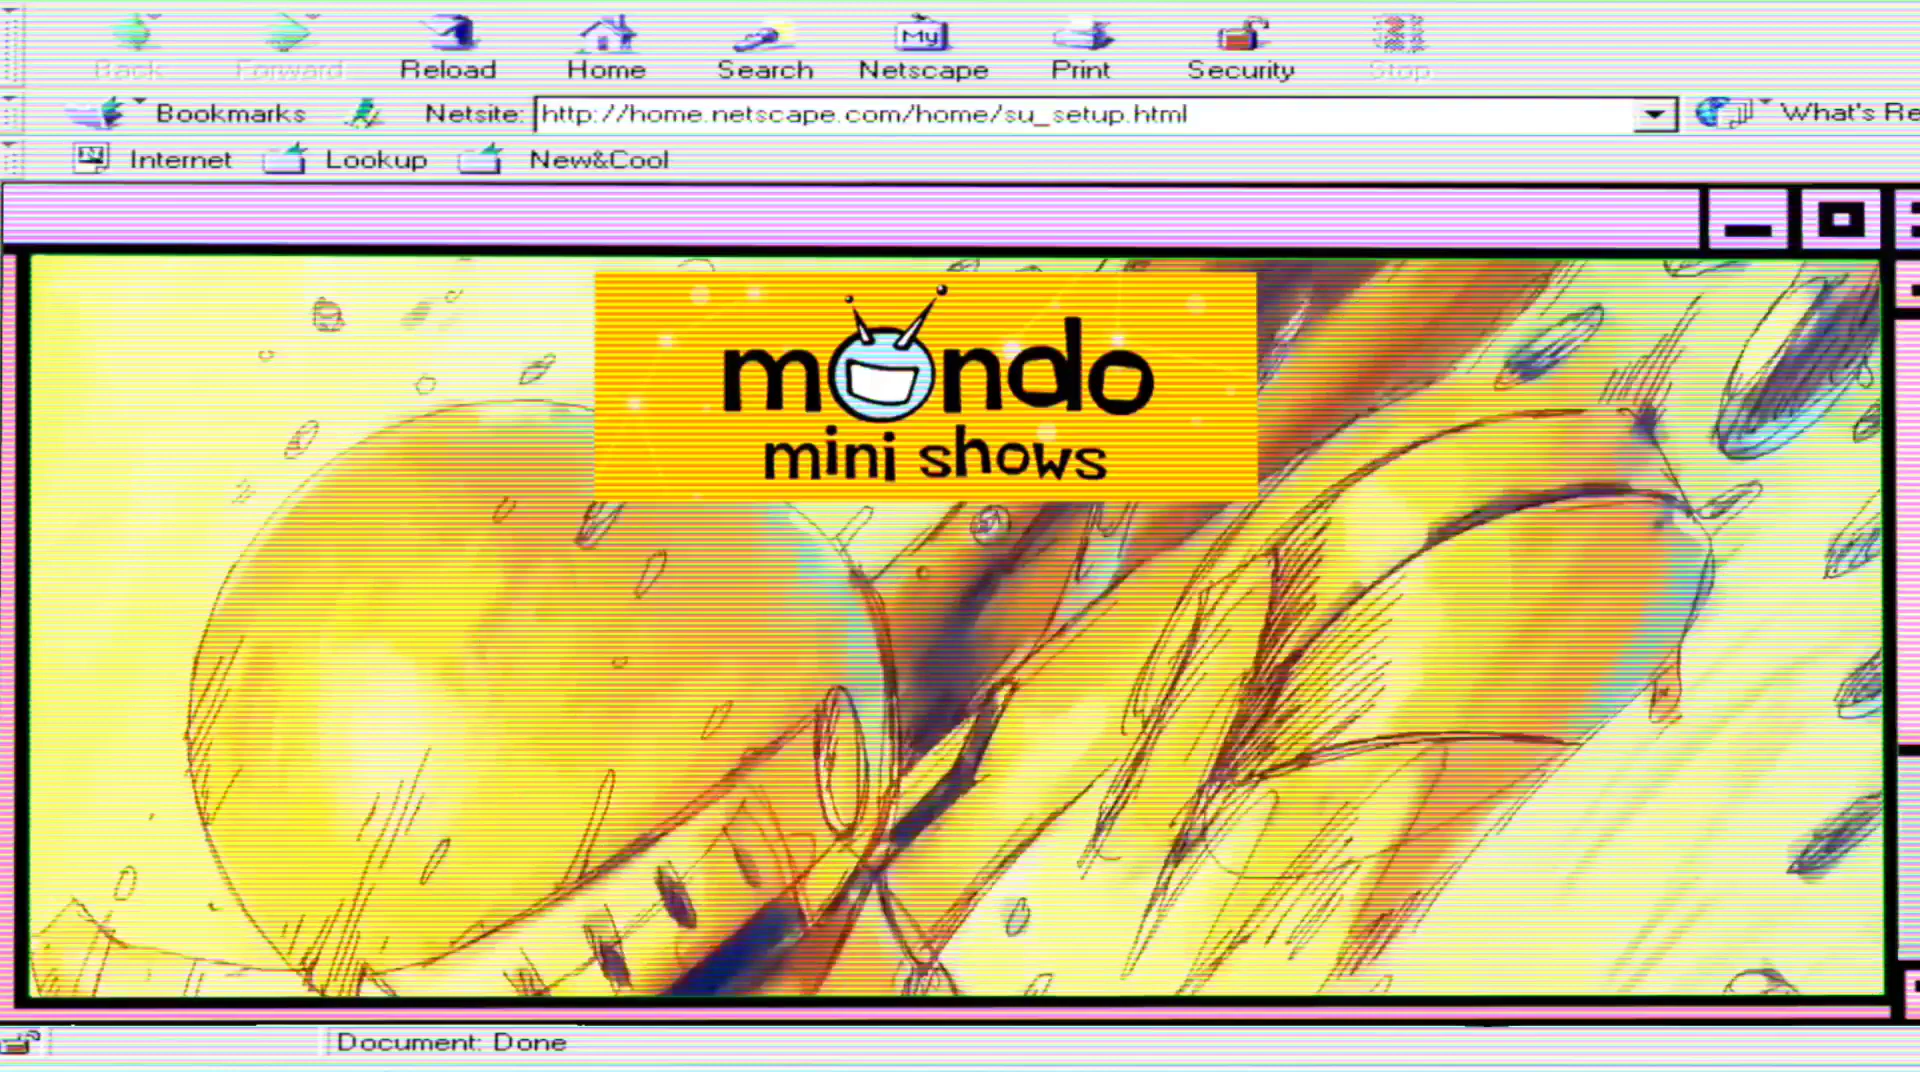 Back Forward Reload Home Search Netscape Print Security Stop
My
Bookmarks Netsite: http://home.netscape.com/home/su_setup.html What's Re
Internet Lookup New&Cool
mondo
mini shows
Document: Done